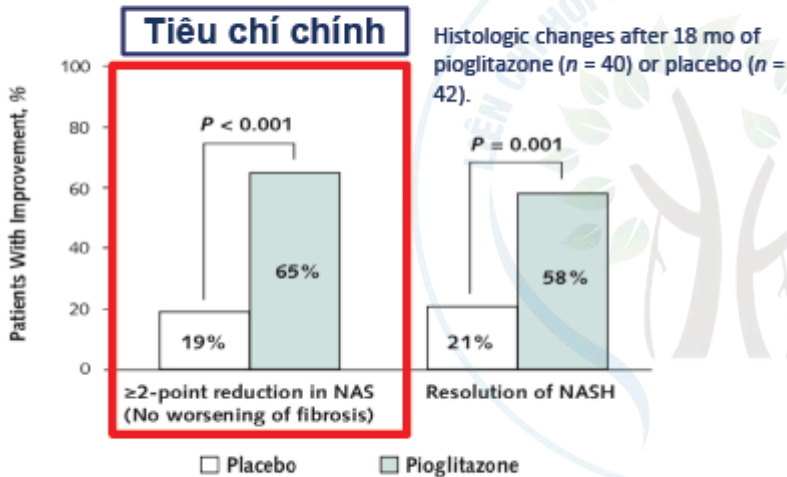 Tiêu chí chính
Histologic changes after 18 mo of
pioglitazone (n = 40) or placebo (n =
42).
Patients With Improvement, %
100
80
60
40
20
0
P < 0.001
P = 0.001
19%
65%
21%
58%
≥2-point reduction in NAS
(No worsening of fibrosis)
Resolution of NASH
Placebo
Pioglitazone